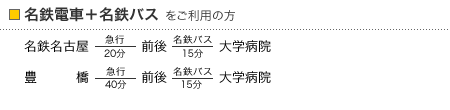 名鉄電車＋名鉄バス をご利用の方
名鉄名古屋 急行 20分 前後 名鉄バス 15分 大学病院
豊橋 急行 40分 前後 名鉄バス 15分 大学病院